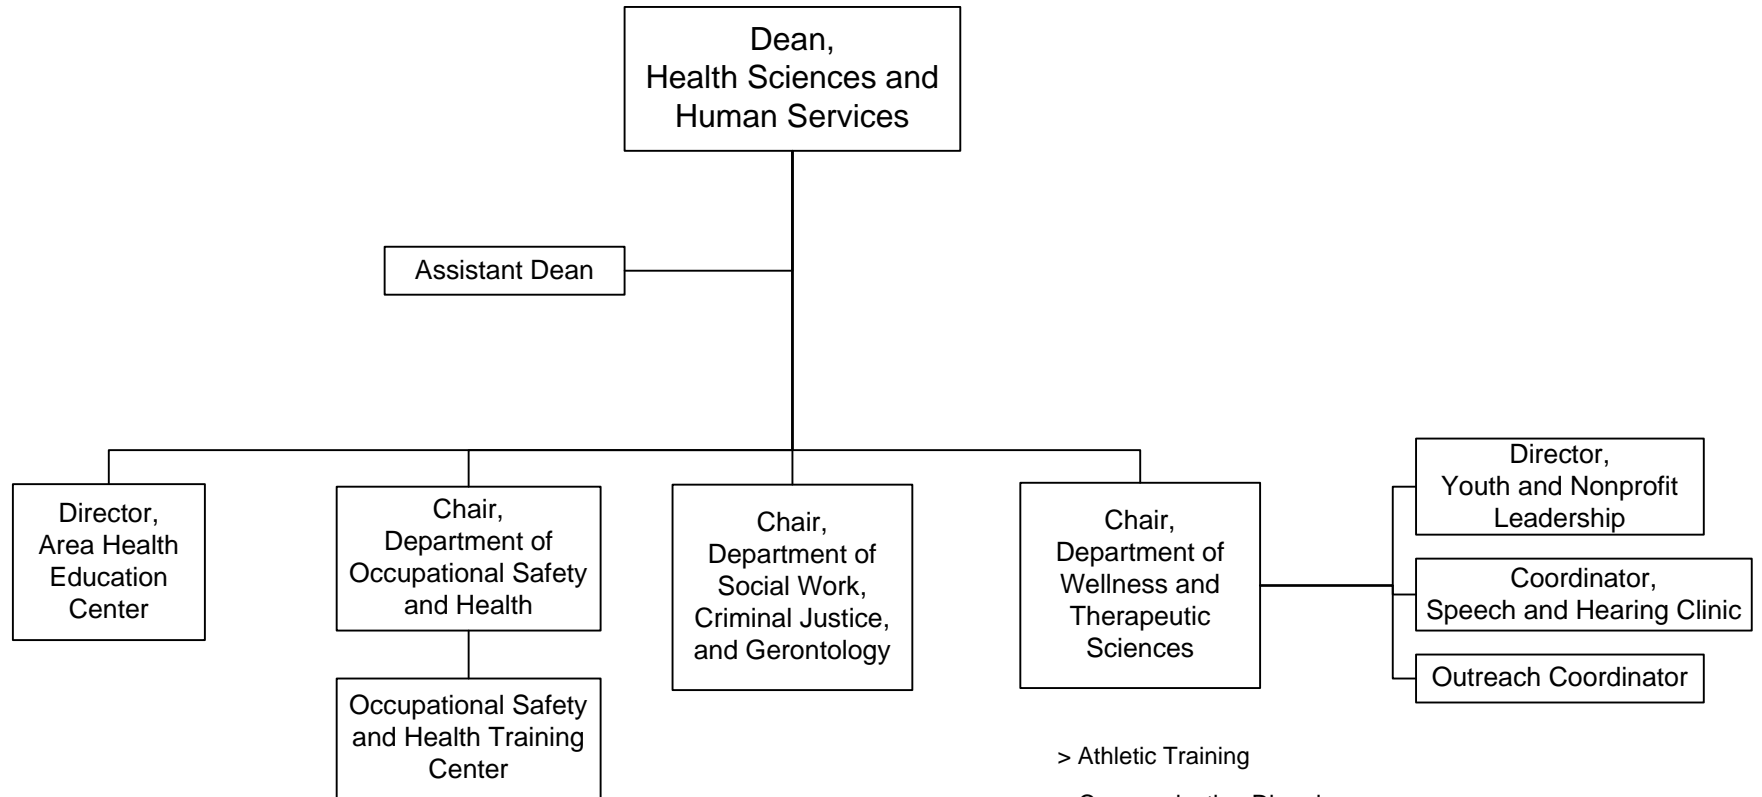 Dean,
Health Sciences and
Human Services
Assistant Dean
Director,
Area Health
Education
Center
Chair,
Department of
Occupational Safety
and Health
Occupational Safety
and Health Training
Center
Chair,
Department of
Social Work,
Criminal Justice,
and Gerontology
Chair,
Department of
Wellness and
Therapeutic
Sciences
Director,
Youth and Nonprofit
Leadership
Coordinator,
Speech and Hearing Clinic
Outreach Coordinator
> Athletic Training